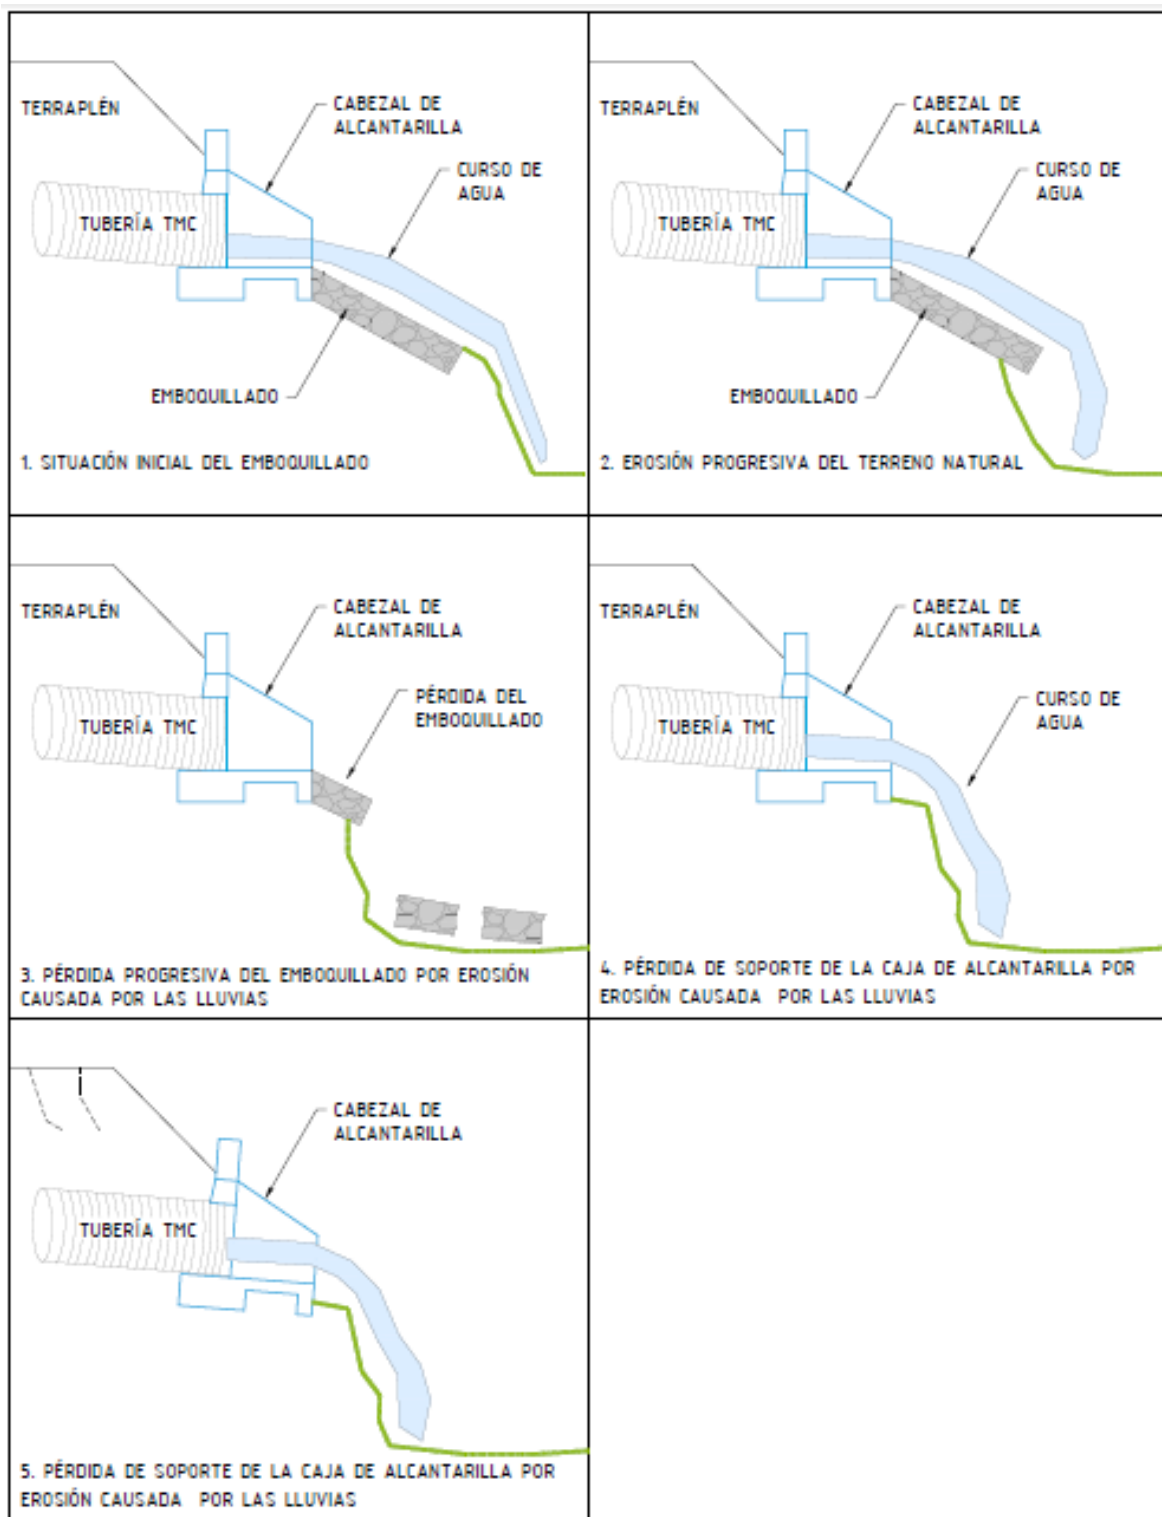 TERRAPLÉN
CABEZAL DE
ALCANTARILLA
CURSO DE
AGUA
TUBERÍA TMC
EMBOQUILLADO
1. SITUACIÓN INICIAL DEL EMBOQUILLADO
TERRAPLÉN
CABEZAL DE
ALCANTARILLA
CURSO DE
AGUA
TUBERÍA TMC
EMBOQUILLADO
2. EROSIÓN PROGRESIVA DEL TERRENO NATURAL
TERRAPLÉN
CABEZAL DE
ALCANTARILLA
PÉRDIDA DEL
EMBOQUILLADO
TUBERÍA TMC
3. PÉRDIDA PROGRESIVA DEL EMBOQUILLADO POR EROSIÓN
CAUSADA POR LAS LLUVIAS
TERRAPLÉN
CABEZAL DE
ALCANTARILLA
CURSO DE
AGUA
TUBERÍA TMC
4. PÉRDIDA DE SOPORTE DE LA CAJA DE ALCANTARILLA POR
EROSIÓN CAUSADA POR LAS LLUVIAS
CABEZAL DE
ALCANTARILLA
TUBERÍA TMC
5. PÉRDIDA DE SOPORTE DE LA CAJA DE ALCANTARILLA POR
EROSIÓN CAUSADA POR LAS LLUVIAS